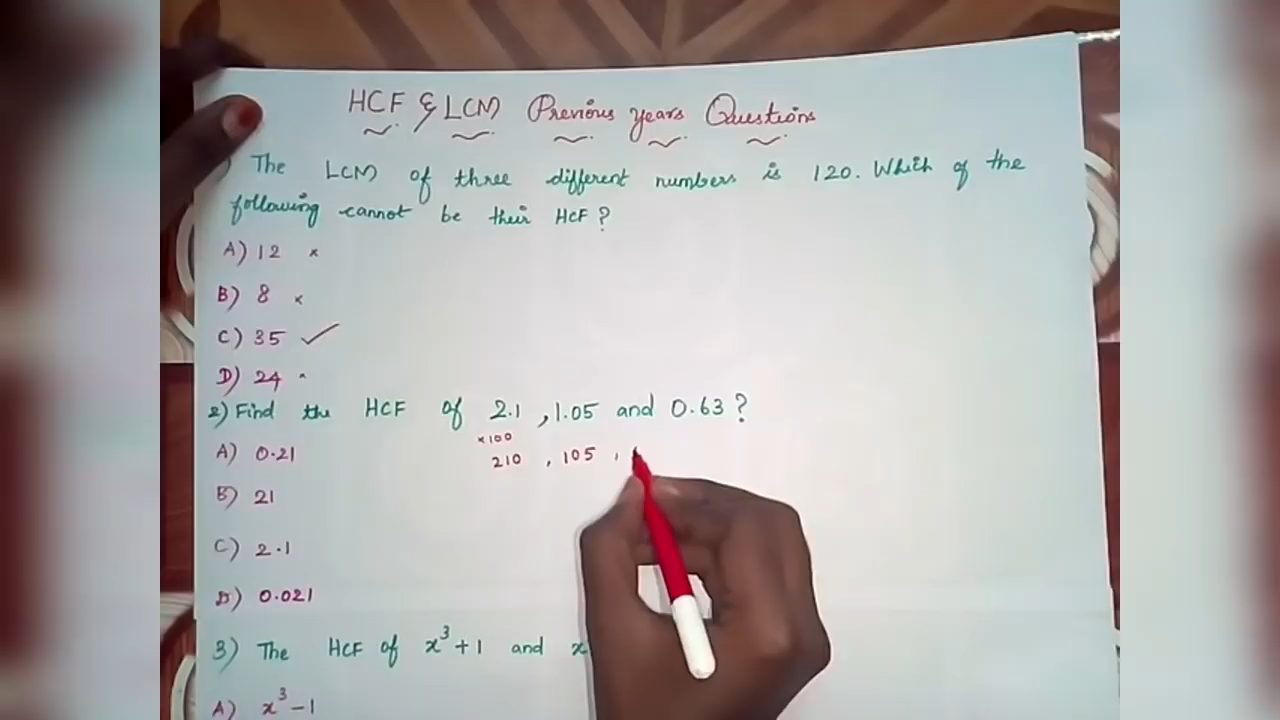 HCF & LCM Previous years Questions
The LCM of three different numbers is 120. Which of the
following cannot be their HCF?
A) 12 ×
B) 8 ×
C) 35 ✓
D) 24
2) Find the HCF of 2.1, 1.05 and 0.63?
×100
A) 0.21 210, 105,
B) 21
C) 2.1
D) 0.021
3) The HCF of x³+1 and x
A) x³-1